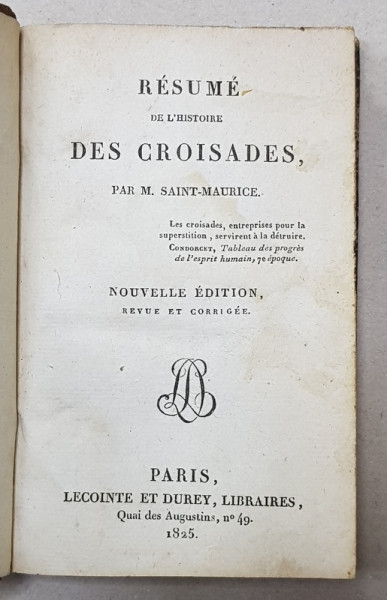 RÉSUMÉ
DE L'HISTOIRE
DES CROISADES,
PAR M. SAINT-MAURICE.
Les croisades, entreprises pour la
superstition, servirent à la détruire.
CONDORCET, Tableau des progrès
de l'esprit humain, 7e époque.
NOUVELLE ÉDITION,
REVUE ET CORRIGÉE.
PARIS,
LECOINTE ET DUREY, LIBRAIRES,
Quai des Augustins, no 49.
1825.